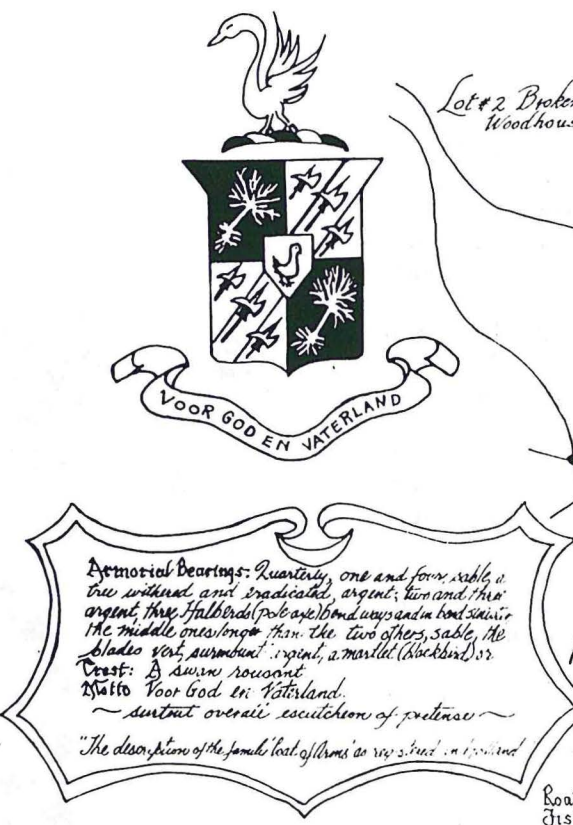 Lot #2 Broken
Woodhous
VOOR GOD EN VATERLAND
Armorial Bearings: Quarterly, one and four, sable, a
tree withered and eradicated, argent; two and three
argent, three Halberds (pole axe) bend ways and in bend sinister
the middle ones longer than the two others, sable, the
blades vert, surmount argent, a martlet (blackbird) or
Crest: A swan rousant
Motto Voor God en Vaterland.
~ surtout overall escutcheon of pretense ~
"The description of the family Coat of Arms as registered in Holland
Roa
Fis